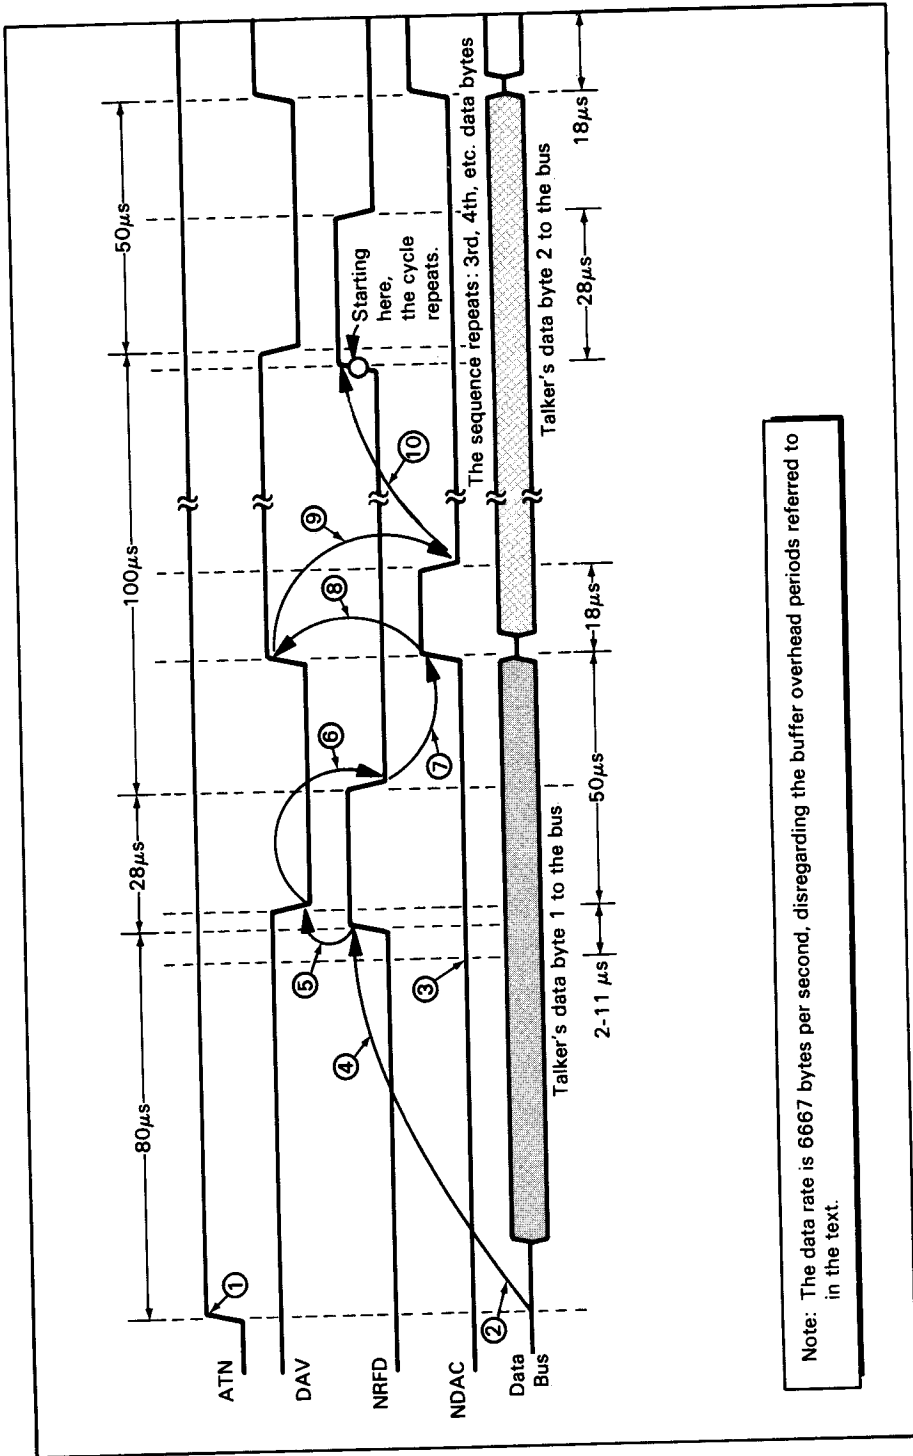 80µs
28µs
100µs
50µs
ATN
①
DAV
⑤
⑥
⑧
⑨
NRFD
④
⑩
Starting
here,
the cycle
repeats.
NDAC
③
⑦
The sequence repeats: 3rd, 4th, etc. data bytes
Data
Bus
②
Talker's data byte 1 to the bus
Talker's data byte 2 to the bus
2-11 µs
50µs
18µs
28µs
18µs
Note: The data rate is 6667 bytes per second, disregarding the buffer overhead periods referred to
in the text.